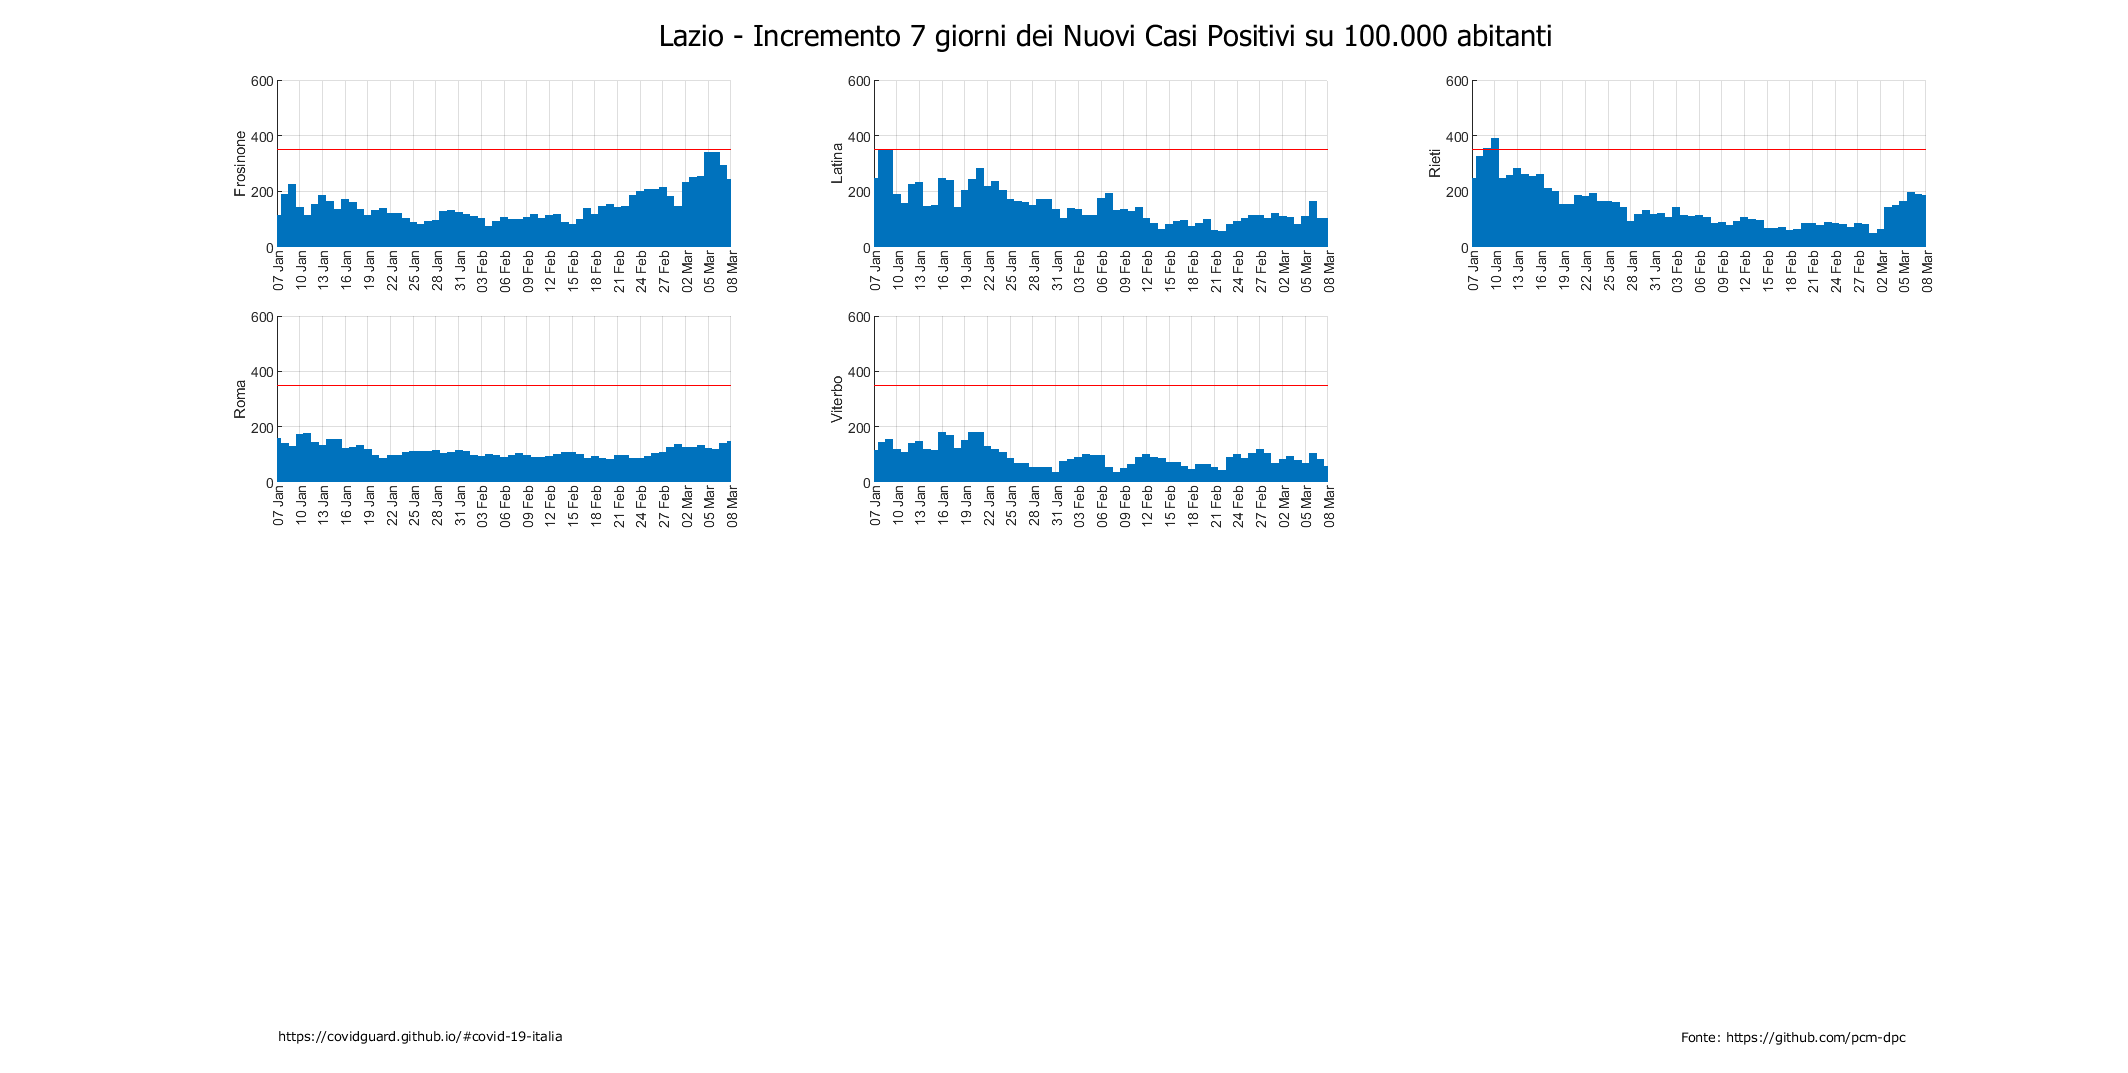 Lazio - Incremento 7 giorni dei Nuovi Casi Positivi su 100.000 abitanti
Frosinone
600
400
200
0
07 Jan 10 Jan 13 Jan 16 Jan 19 Jan 22 Jan 25 Jan 28 Jan 31 Jan 03 Feb 06 Feb 09 Feb 12 Feb 15 Feb 18 Feb 21 Feb 24 Feb 27 Feb 02 Mar 05 Mar 08 Mar
Latina
600
400
200
0
07 Jan 10 Jan 13 Jan 16 Jan 19 Jan 22 Jan 25 Jan 28 Jan 31 Jan 03 Feb 06 Feb 09 Feb 12 Feb 15 Feb 18 Feb 21 Feb 24 Feb 27 Feb 02 Mar 05 Mar 08 Mar
Rieti
600
400
200
0
07 Jan 10 Jan 13 Jan 16 Jan 19 Jan 22 Jan 25 Jan 28 Jan 31 Jan 03 Feb 06 Feb 09 Feb 12 Feb 15 Feb 18 Feb 21 Feb 24 Feb 27 Feb 02 Mar 05 Mar 08 Mar
Roma
600
400
200
0
07 Jan 10 Jan 13 Jan 16 Jan 19 Jan 22 Jan 25 Jan 28 Jan 31 Jan 03 Feb 06 Feb 09 Feb 12 Feb 15 Feb 18 Feb 21 Feb 24 Feb 27 Feb 02 Mar 05 Mar 08 Mar
Viterbo
600
400
200
0
07 Jan 10 Jan 13 Jan 16 Jan 19 Jan 22 Jan 25 Jan 28 Jan 31 Jan 03 Feb 06 Feb 09 Feb 12 Feb 15 Feb 18 Feb 21 Feb 24 Feb 27 Feb 02 Mar 05 Mar 08 Mar
https://covidguard.github.io/#covid-19-italia
Fonte: https://github.com/pcm-dpc